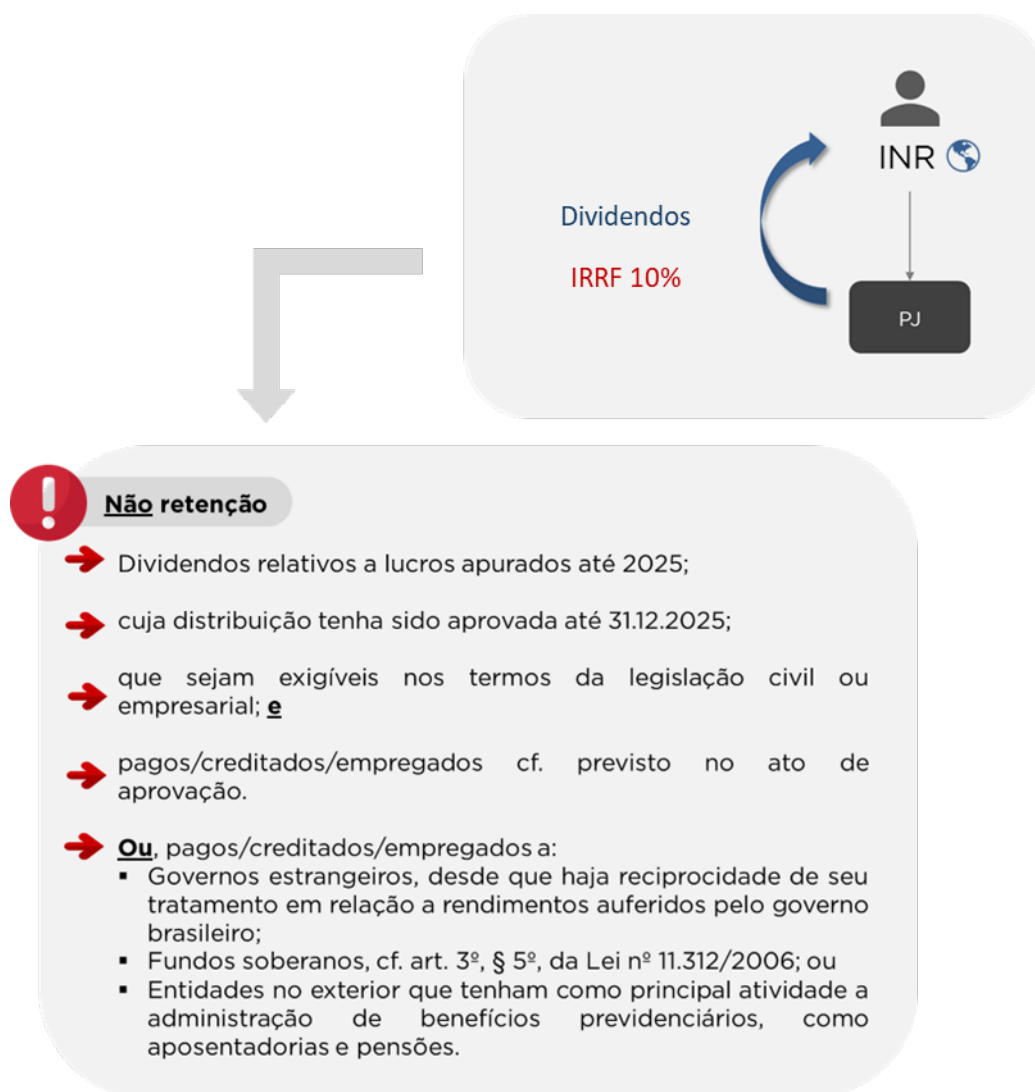 INR
Dividendos
IRRF 10%
PJ
Não retenção
Dividendos relativos a lucros apurados até 2025;
cuja distribuição tenha sido aprovada até 31.12.2025;
que sejam exigíveis nos termos da legislação civil ou
empresarial; e
pagos/creditados/empregados cf. previsto no ato de
aprovação.
Ou, pagos/creditados/empregados a:
▪ Governos estrangeiros, desde que haja reciprocidade de seu
tratamento em relação a rendimentos auferidos pelo governo
brasileiro;
▪ Fundos soberanos, cf. art. 3º, § 5º, da Lei nº 11.312/2006; ou
▪ Entidades no exterior que tenham como principal atividade a
administração de benefícios previdenciários, como
aposentadorias e pensões.